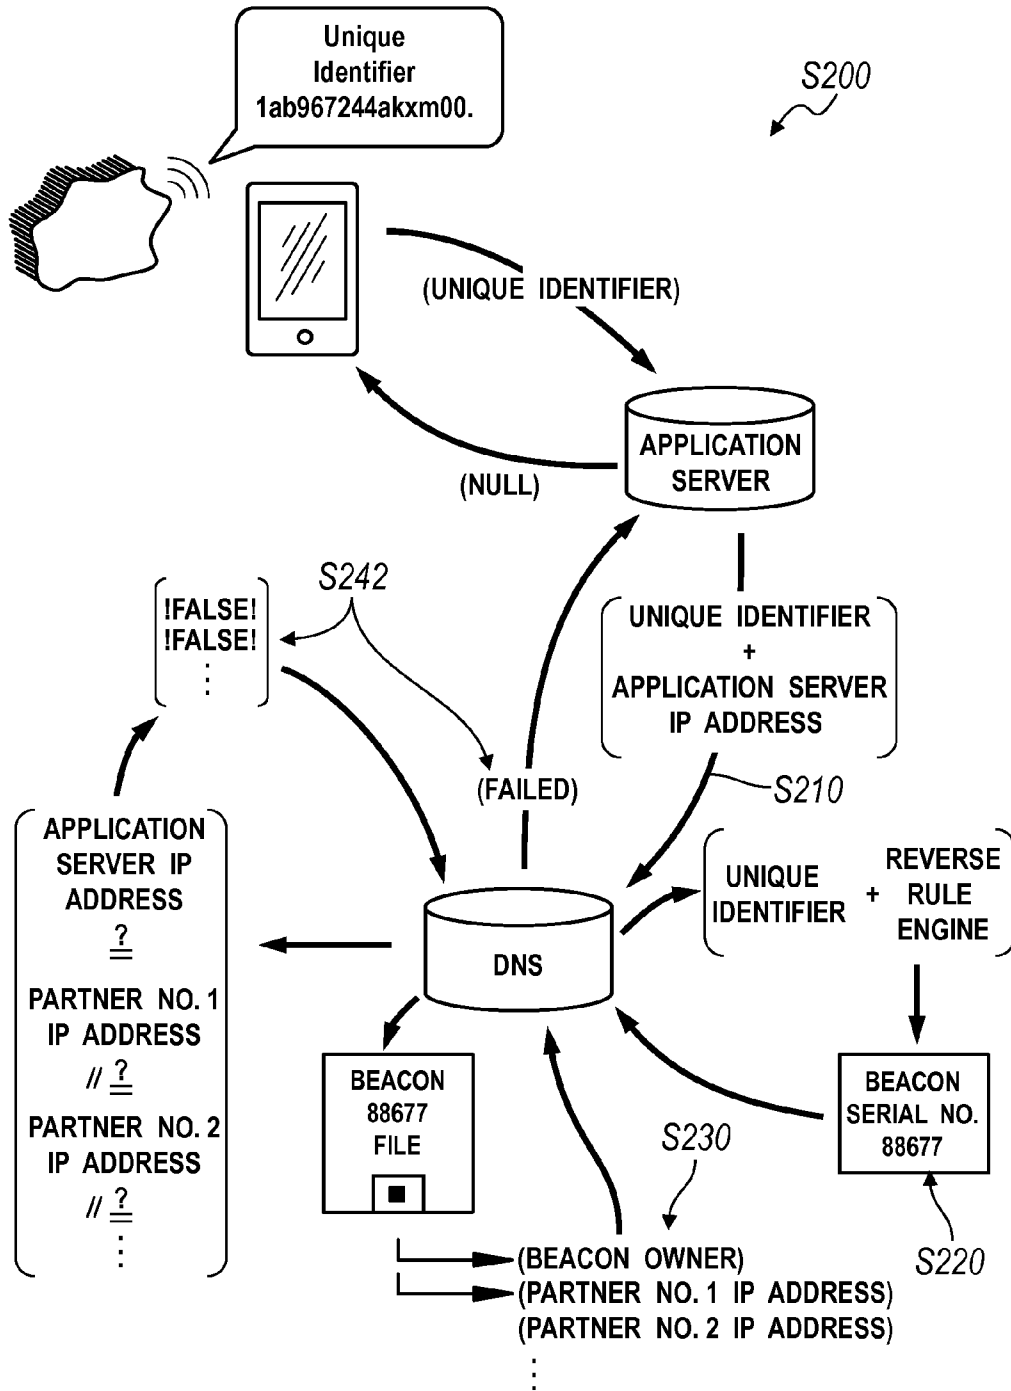 Unique
Identifier
1ab967244akxm00.
S200
(UNIQUE IDENTIFIER)
APPLICATION
SERVER
(NULL)
S242
!FALSE!
!FALSE!
⋮
UNIQUE IDENTIFIER
+
APPLICATION SERVER
IP ADDRESS
(FAILED)
S210
APPLICATION
SERVER IP
ADDRESS
?
=
PARTNER NO. 1
IP ADDRESS
// ?
=
PARTNER NO. 2
IP ADDRESS
// ?
=
⋮
DNS
UNIQUE
IDENTIFIER
+
REVERSE
RULE
ENGINE
BEACON
88677
FILE
BEACON
SERIAL NO.
88677
S230
S220
(BEACON OWNER)
(PARTNER NO. 1 IP ADDRESS)
(PARTNER NO. 2 IP ADDRESS)
⋮